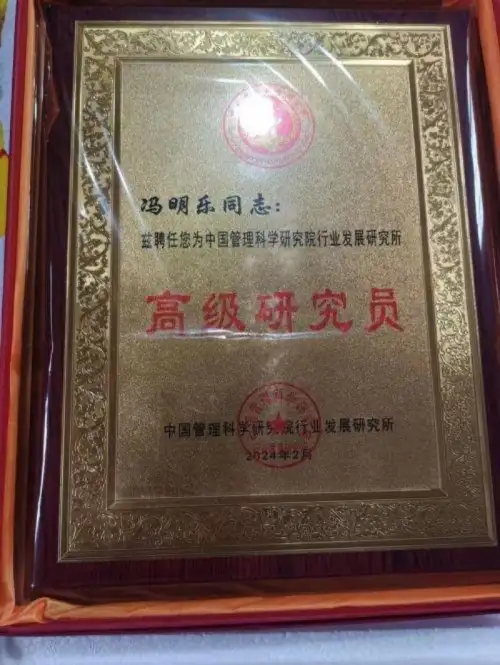 冯明乐同志：
兹聘任您为中国管理科学研究院行业发展研究所
高级研究员
中国管理科学研究院行业发展研究所
2024年2月